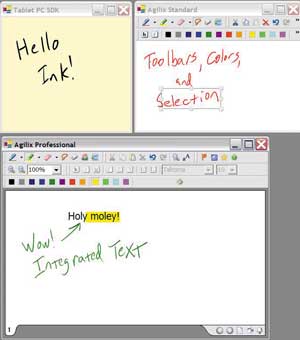 Tablet PC SDK
Hello
Ink!
Agilix Standard
Toolbars, Colors,
and
Selection
Agilix Professional
100%
Tahoma
Holy moley!
Wow!
Integrated Text
1